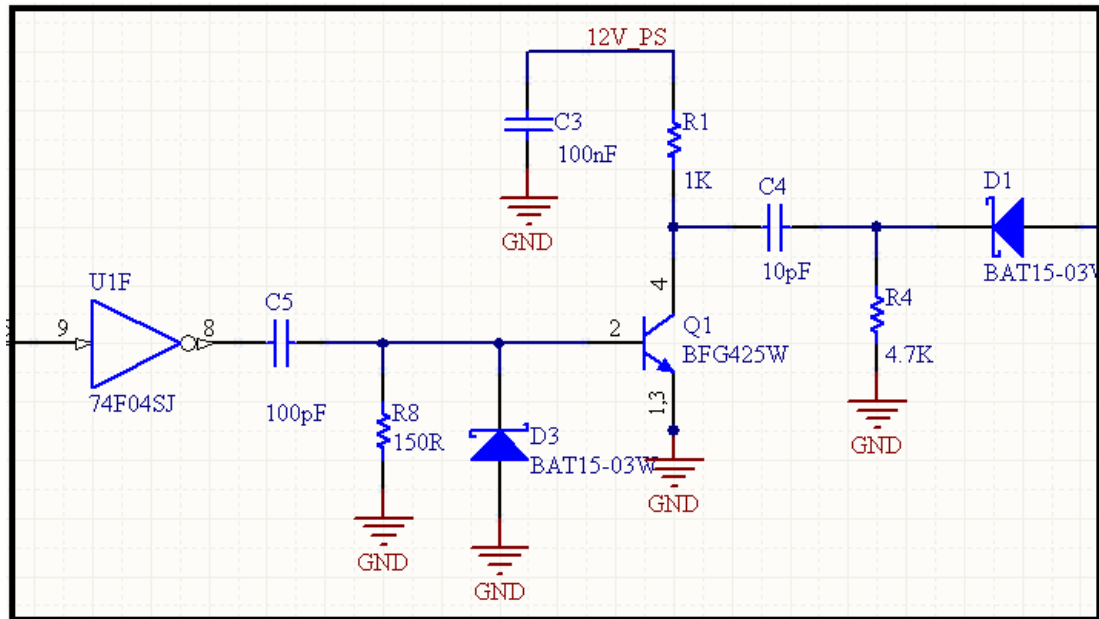 12V_PS
C3
100nF
GND
R1
1K
C4
10pF
D1
BAT15-03W
R4
4.7K
GND
U1F
9
8
74F04SJ
C5
100pF
R8
150R
GND
D3
BAT15-03W
GND
2
4
Q1
BFG425W
1,3
GND